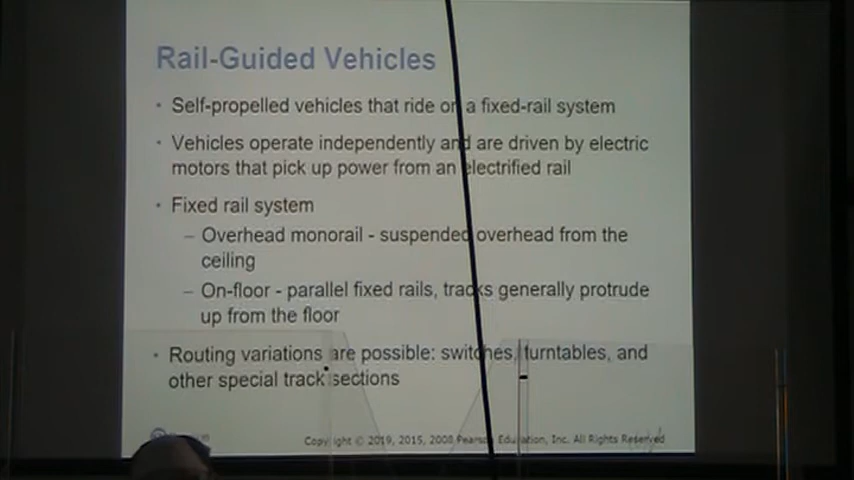 Rail-Guided Vehicles
• Self-propelled vehicles that ride on a fixed-rail system
• Vehicles operate independently and are driven by electric
motors that pick up power from an electrified rail
• Fixed rail system
– Overhead monorail - suspended overhead from the
ceiling
– On-floor - parallel fixed rails, tracks generally protrude
up from the floor
• Routing variations are possible: switches, turntables, and
other special track sections
Copyright © 2019, 2015, 2008 Pearson Education, Inc. All Rights Reserved